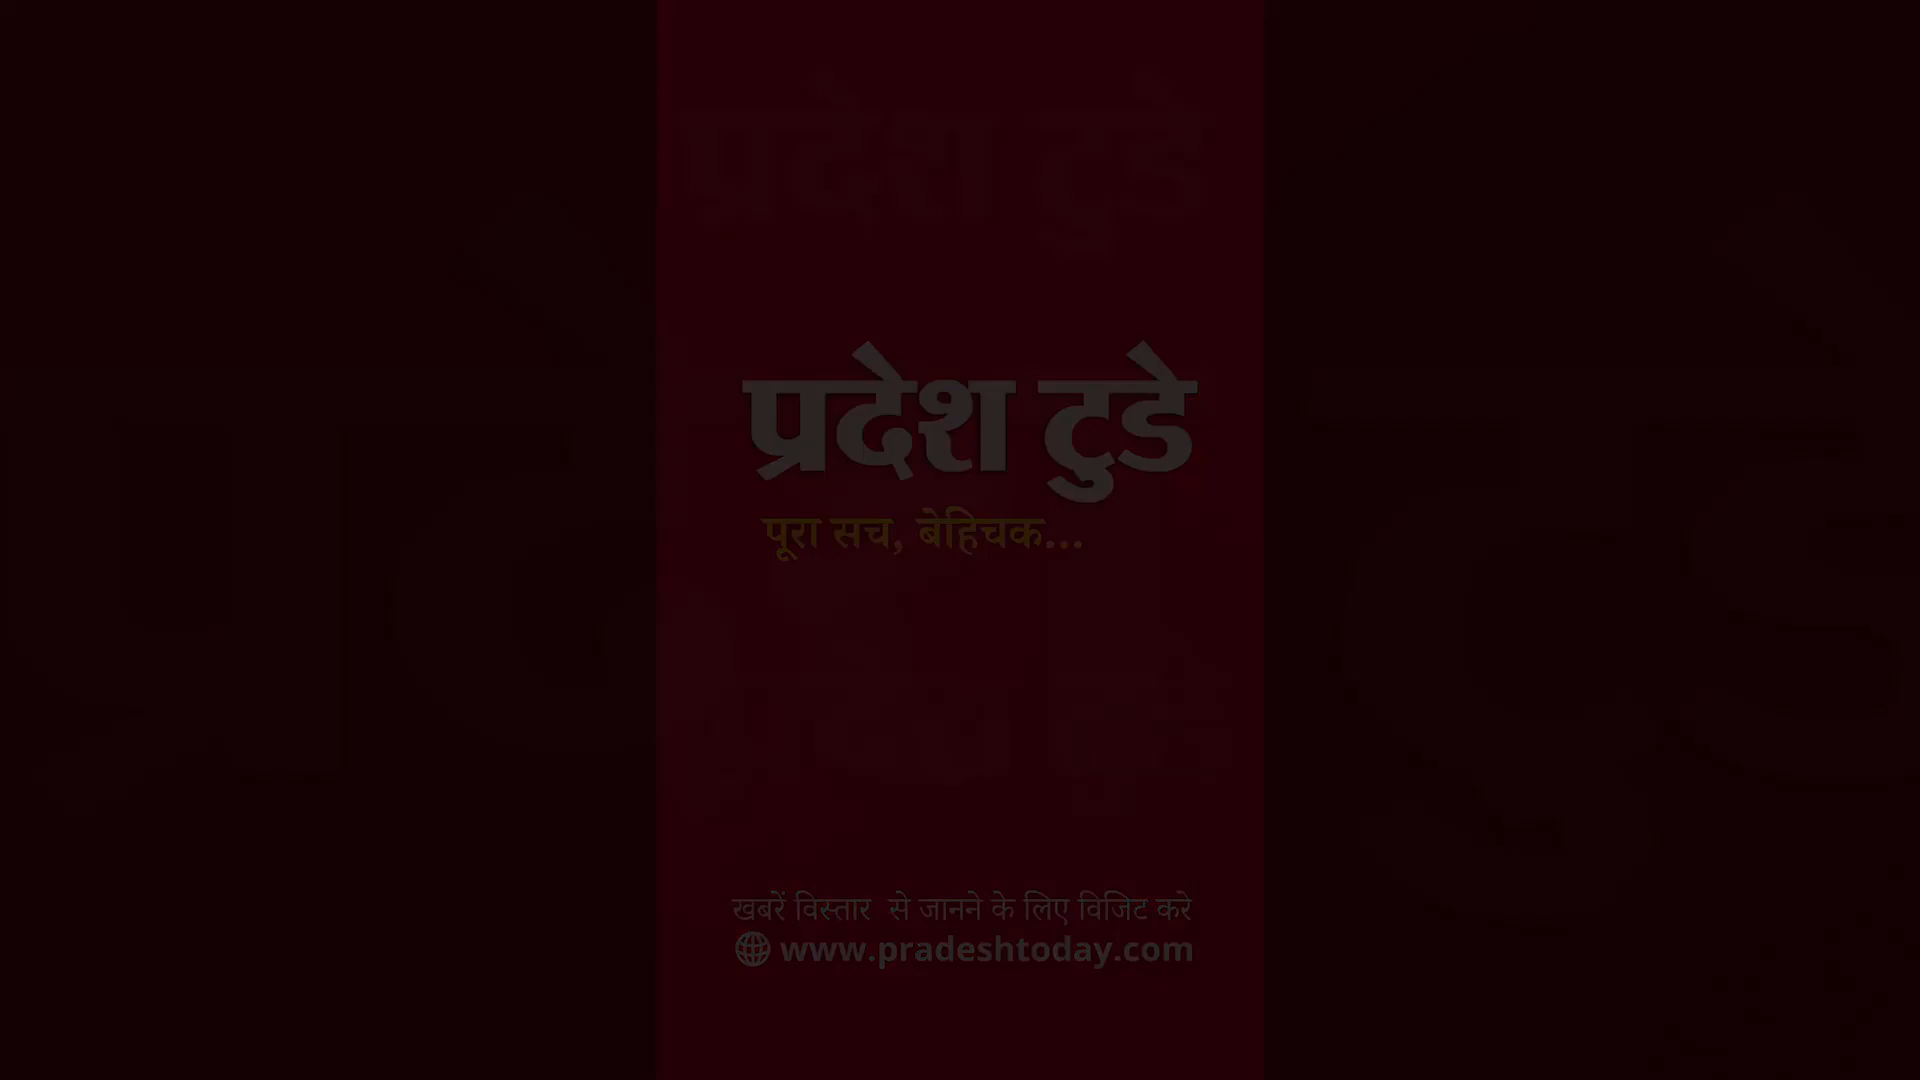 प्रदेश टुडे
पूरा सच, बेहिचक...
खबरें विस्तार से जानने के लिए विजिट करे
www.pradeshtoday.com